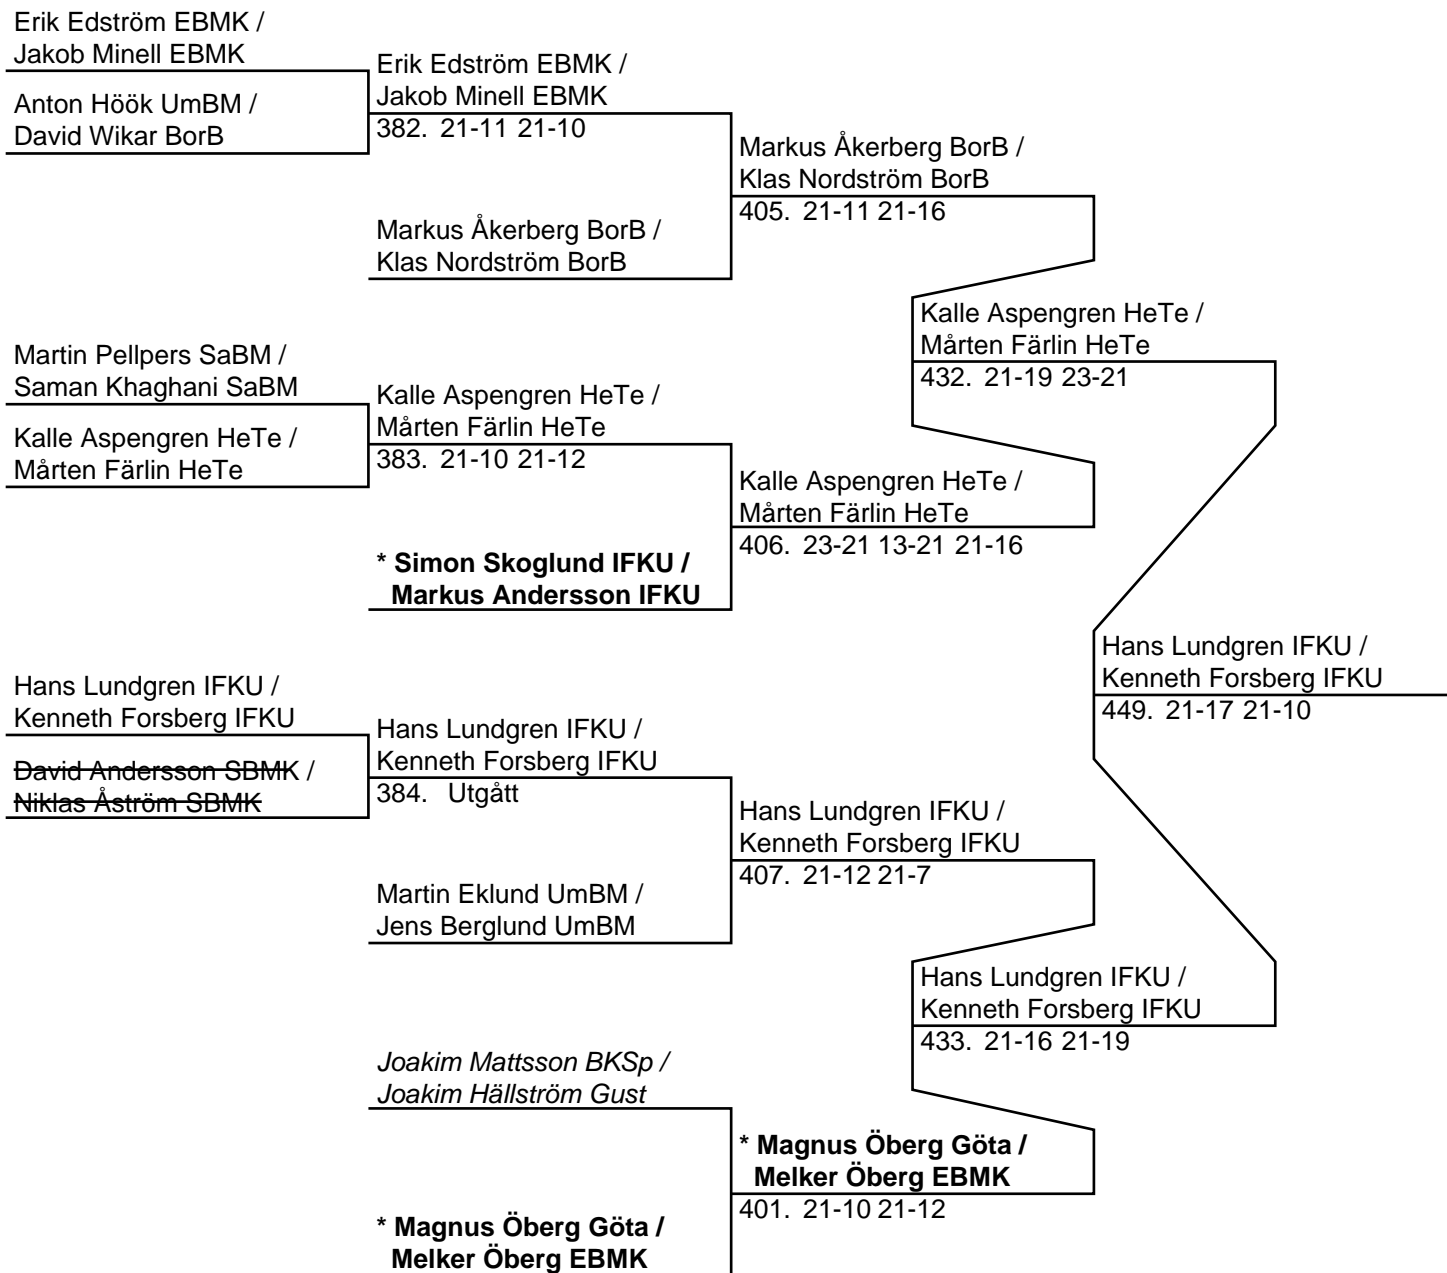 Erik Edström EBMK /
Jakob Minell EBMK
Anton Höök UmBM /
David Wikar BorB
Erik Edström EBMK /
Jakob Minell EBMK
382. 21-11 21-10
Markus Åkerberg BorB /
Klas Nordström BorB
Markus Åkerberg BorB /
Klas Nordström BorB
405. 21-11 21-16
Martin Pellpers SaBM /
Saman Khaghani SaBM
Kalle Aspengren HeTe /
Mårten Färlin HeTe
Kalle Aspengren HeTe /
Mårten Färlin HeTe
383. 21-10 21-12
* Simon Skoglund IFKU /
Markus Andersson IFKU
Kalle Aspengren HeTe /
Mårten Färlin HeTe
406. 23-21 13-21 21-16
Kalle Aspengren HeTe /
Mårten Färlin HeTe
432. 21-19 23-21
Hans Lundgren IFKU /
Kenneth Forsberg IFKU
David Andersson SBMK /
Niklas Åström SBMK
Hans Lundgren IFKU /
Kenneth Forsberg IFKU
384. Utgått
Martin Eklund UmBM /
Jens Berglund UmBM
Hans Lundgren IFKU /
Kenneth Forsberg IFKU
407. 21-12 21-7
Joakim Mattsson BKSp /
Joakim Hällström Gust
* Magnus Öberg Göta /
Melker Öberg EBMK
* Magnus Öberg Göta /
Melker Öberg EBMK
401. 21-10 21-12
Hans Lundgren IFKU /
Kenneth Forsberg IFKU
433. 21-16 21-19
Hans Lundgren IFKU /
Kenneth Forsberg IFKU
449. 21-17 21-10